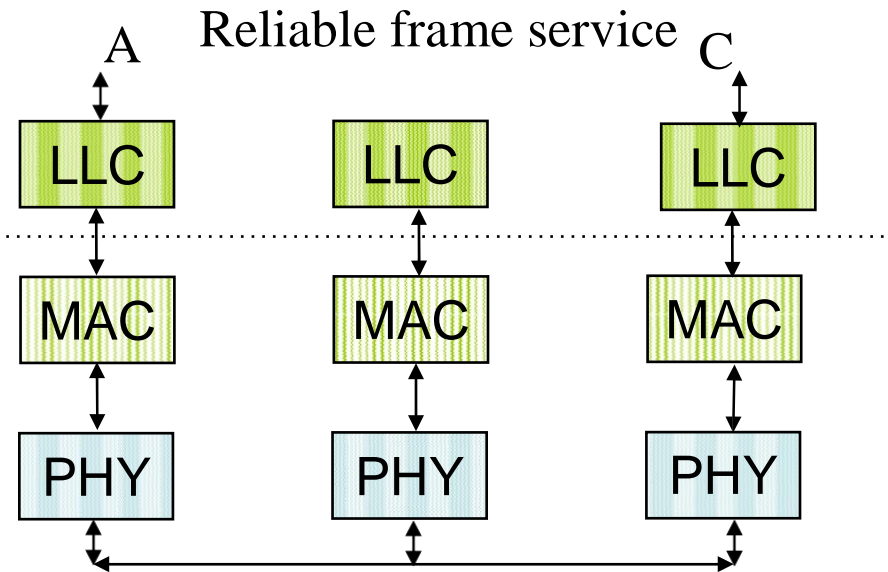 Reliable frame service
A
C
LLC
LLC
LLC
MAC
MAC
MAC
PHY
PHY
PHY